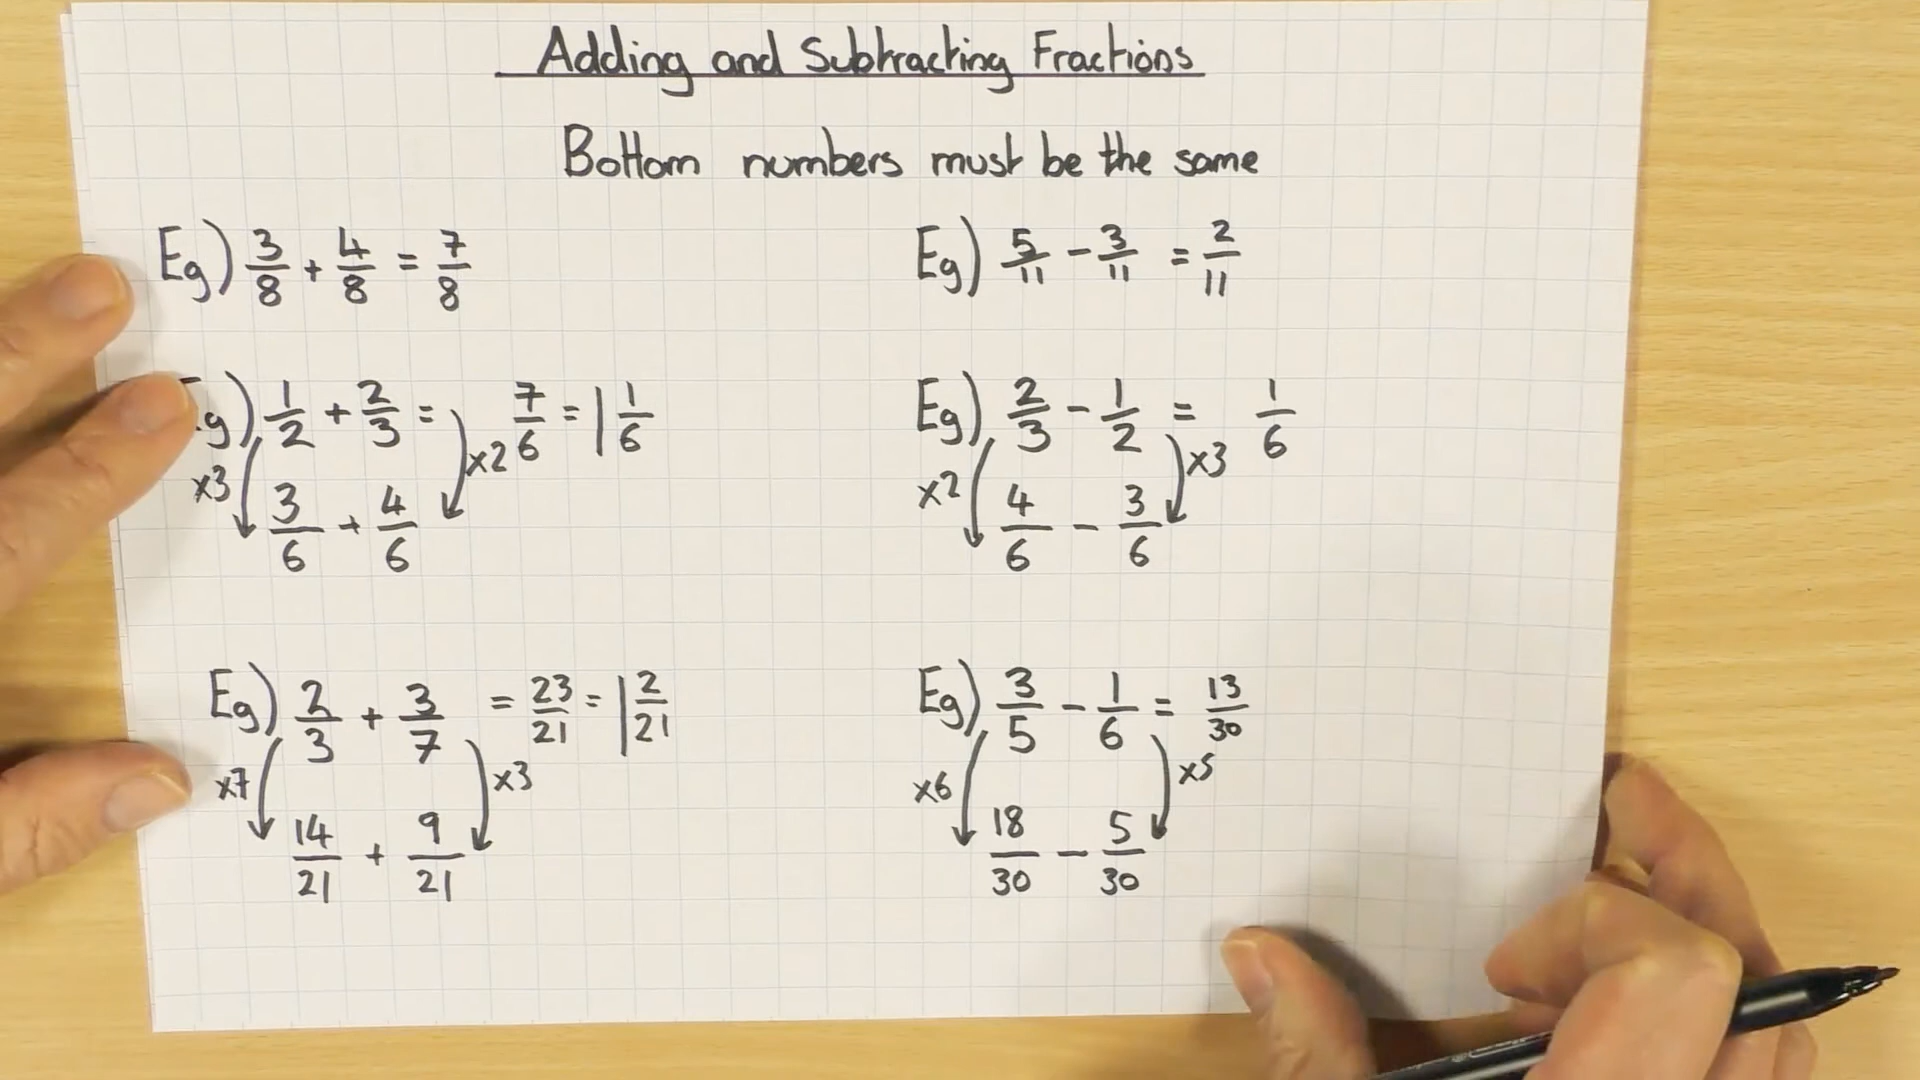 Adding and Subtracting Fractions
Bottom numbers must be the same
Eg) 3/8 + 4/8 = 7/8
Eg) 5/11 - 3/11 = 2/11
g) 1/2 + 2/3 = 7/6 = 1 1/6
x3 x2
3/6 + 4/6
Eg) 2/3 - 1/2 = 1/6
x2 x3
4/6 - 3/6
Eg) 2/3 + 3/7 = 23/21 = 1 2/21
x7 x3
14/21 + 9/21
Eg) 3/5 - 1/6 = 13/30
x6 x5
18/30 - 5/30